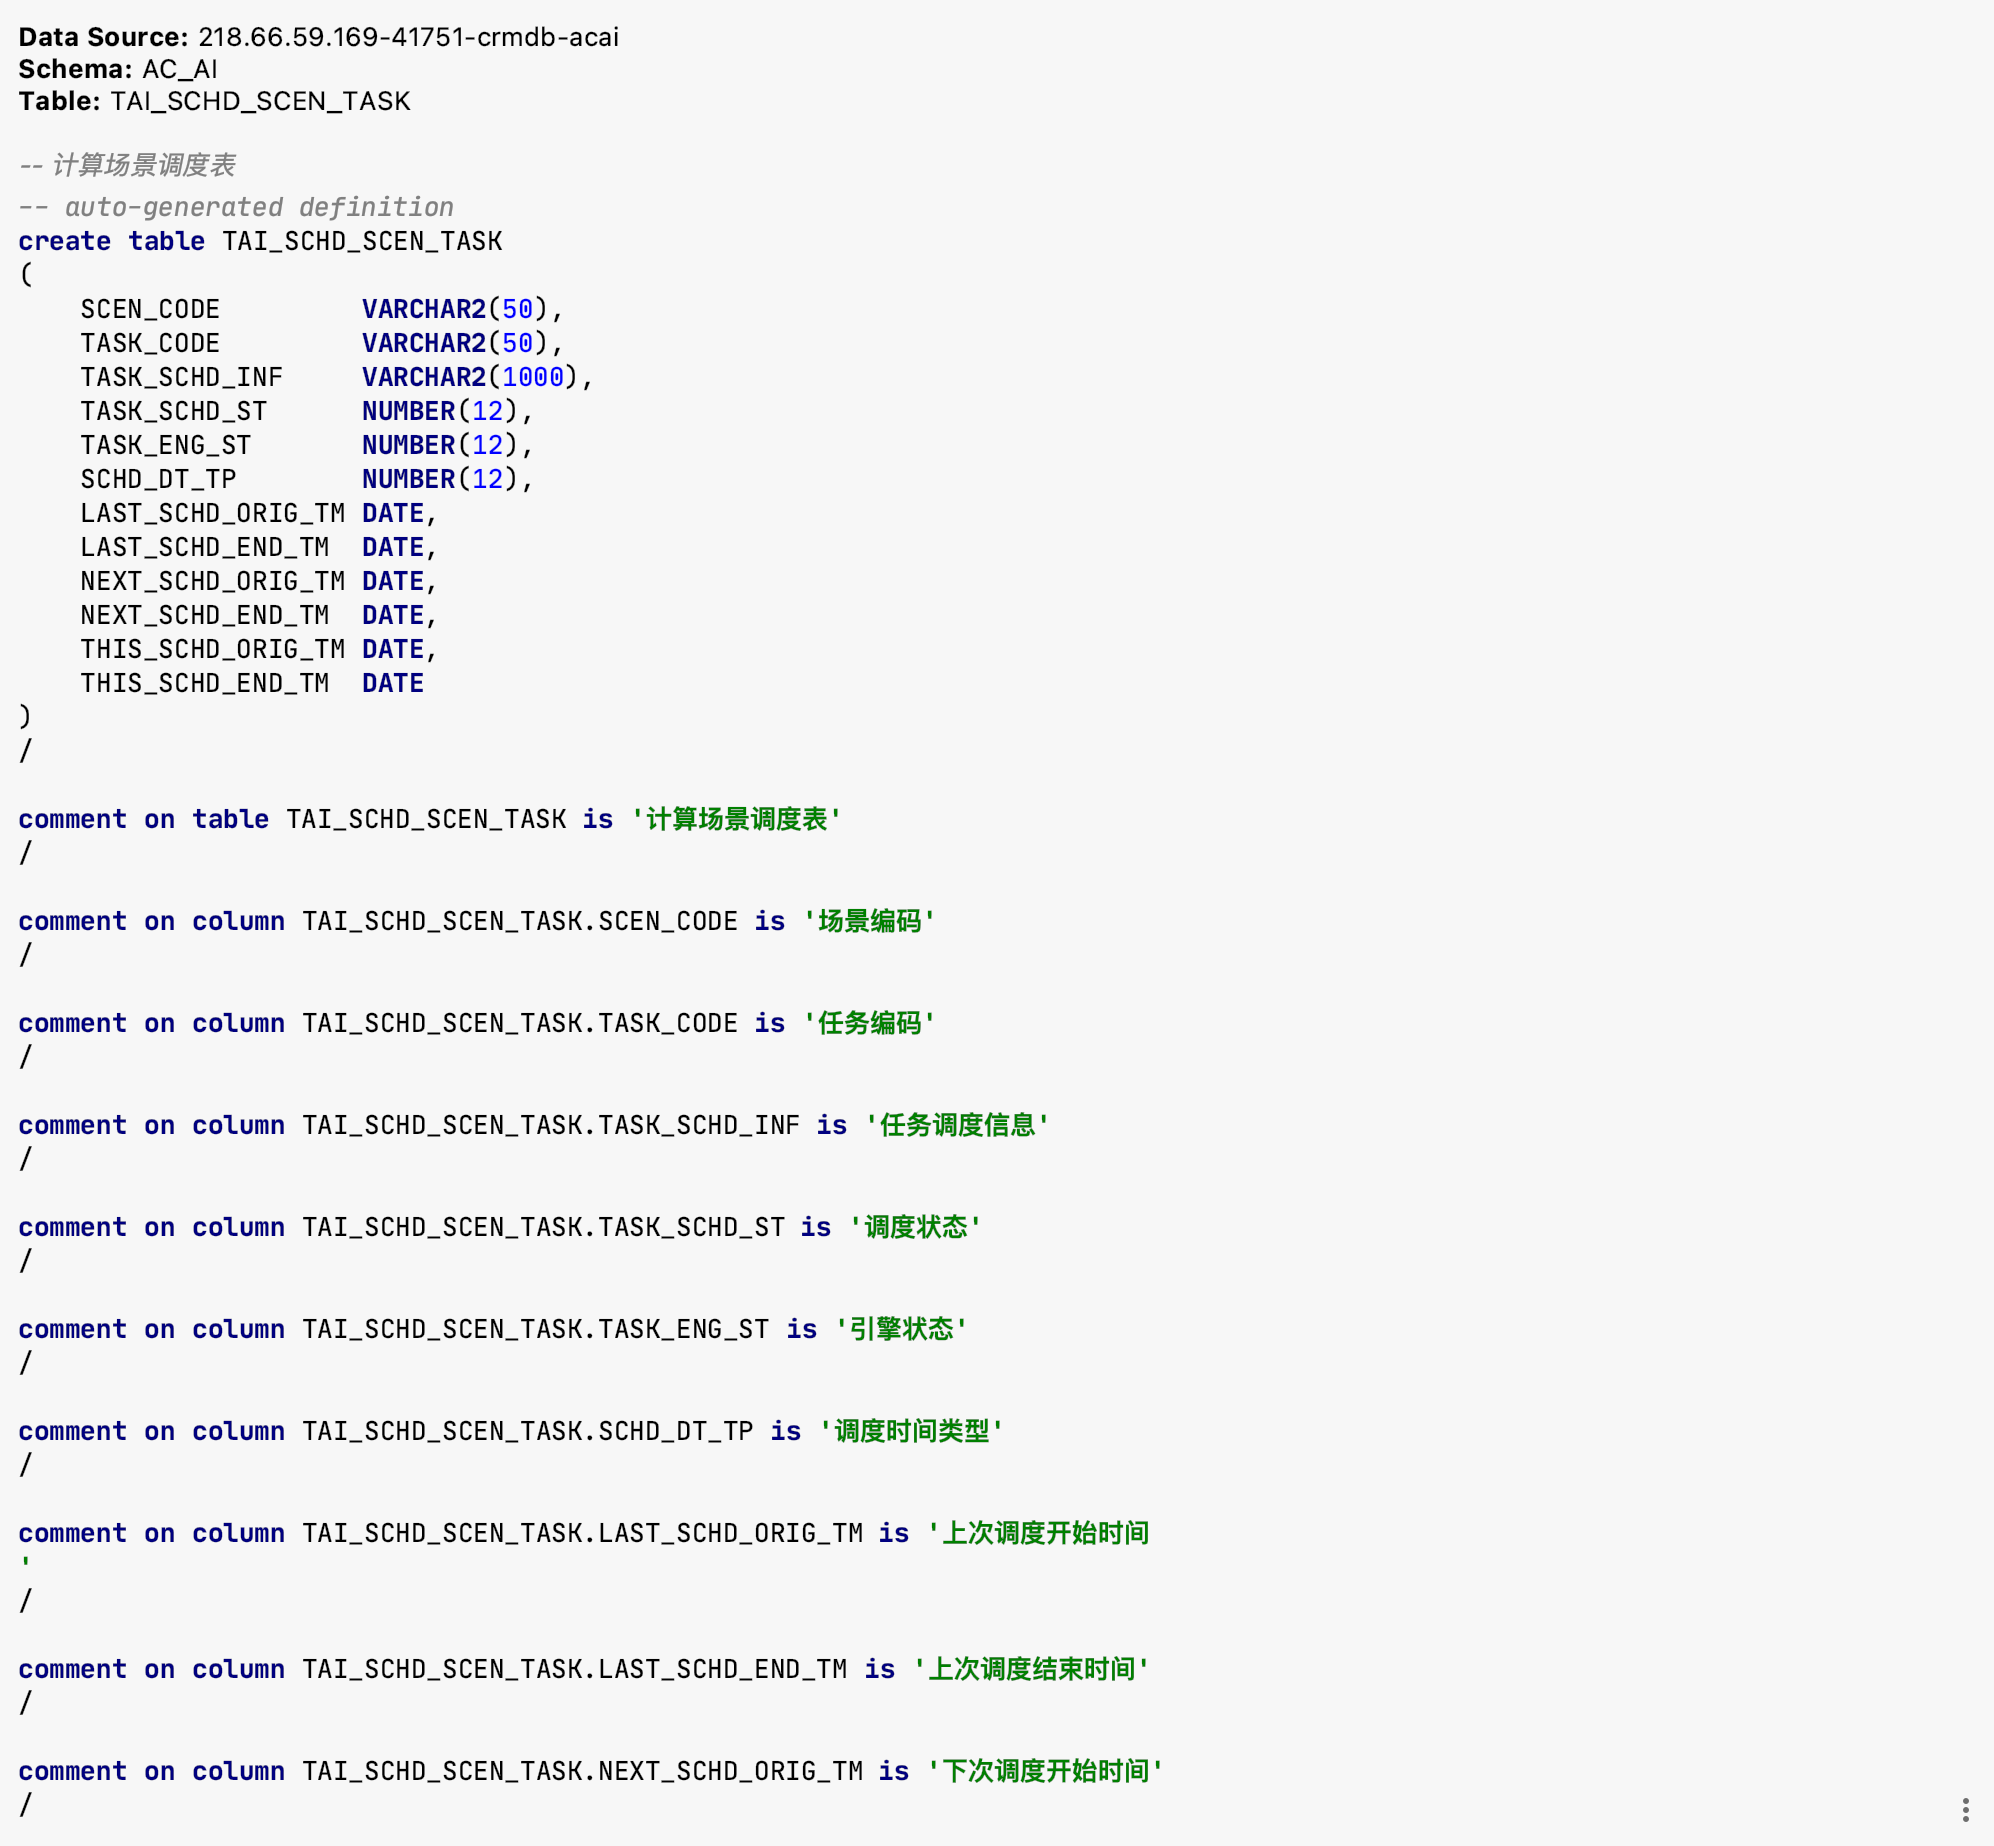 Data Source: 218.66.59.169-41751-crmdb-acai
Schema: AC_AI
Table: TAI_SCHD_SCEN_TASK
-- 计算场景调度表
-- auto-generated definition
create table TAI_SCHD_SCEN_TASK
(
    SCEN_CODE         VARCHAR2(50),
    TASK_CODE         VARCHAR2(50),
    TASK_SCHD_INF     VARCHAR2(1000),
    TASK_SCHD_ST      NUMBER(12),
    TASK_ENG_ST       NUMBER(12),
    SCHD_DT_TP        NUMBER(12),
    LAST_SCHD_ORIG_TM DATE,
    LAST_SCHD_END_TM  DATE,
    NEXT_SCHD_ORIG_TM DATE,
    NEXT_SCHD_END_TM  DATE,
    THIS_SCHD_ORIG_TM DATE,
    THIS_SCHD_END_TM  DATE
)
/
comment on table TAI_SCHD_SCEN_TASK is '计算场景调度表'
/
comment on column TAI_SCHD_SCEN_TASK.SCEN_CODE is '场景编码'
/
comment on column TAI_SCHD_SCEN_TASK.TASK_CODE is '任务编码'
/
comment on column TAI_SCHD_SCEN_TASK.TASK_SCHD_INF is '任务调度信息'
/
comment on column TAI_SCHD_SCEN_TASK.TASK_SCHD_ST is '调度状态'
/
comment on column TAI_SCHD_SCEN_TASK.TASK_ENG_ST is '引擎状态'
/
comment on column TAI_SCHD_SCEN_TASK.SCHD_DT_TP is '调度时间类型'
/
comment on column TAI_SCHD_SCEN_TASK.LAST_SCHD_ORIG_TM is '上次调度开始时间
'
/
comment on column TAI_SCHD_SCEN_TASK.LAST_SCHD_END_TM is '上次调度结束时间'
/
comment on column TAI_SCHD_SCEN_TASK.NEXT_SCHD_ORIG_TM is '下次调度开始时间'
/